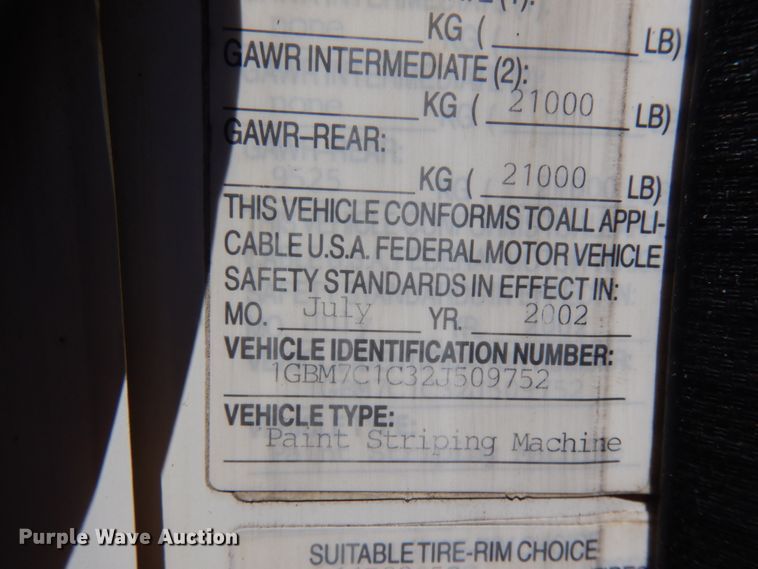 KG ( LB)
GAWR INTERMEDIATE (2):
KG ( 21000 LB)
GAWR-REAR:
KG ( 21000 LB)
THIS VEHICLE CONFORMS TO ALL APPLI-
CABLE U.S.A. FEDERAL MOTOR VEHICLE
SAFETY STANDARDS IN EFFECT IN:
MO. July YR. 2002
VEHICLE IDENTIFICATION NUMBER:
1GBM7C1C32J509752
VEHICLE TYPE:
Paint Striping Machine
Purple Wave Auction
SUITABLE TIRE-RIM CHOICE